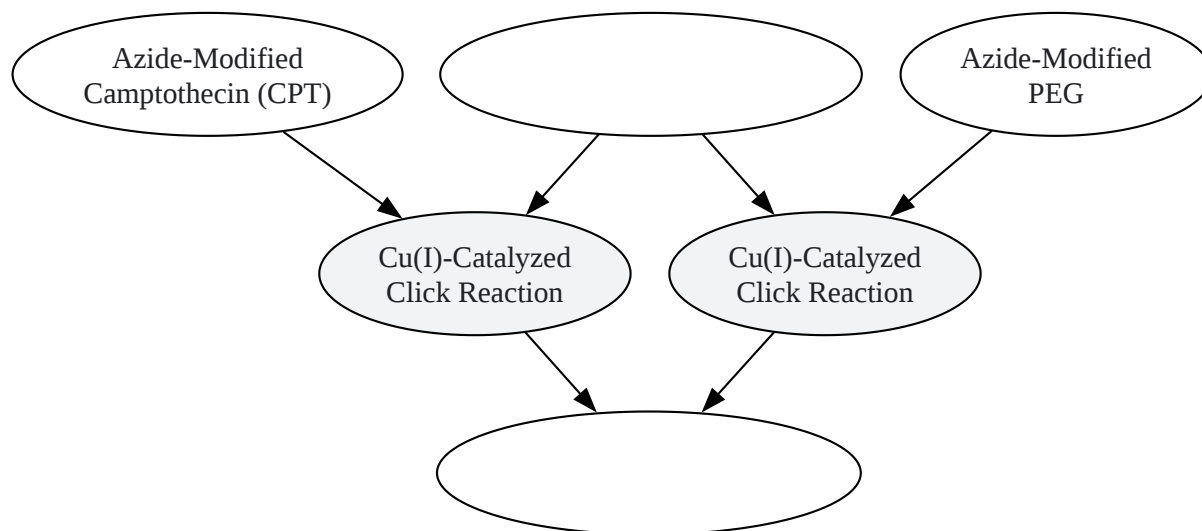 Azide-Modified
Camptothecin (CPT)
Azide-Modified
PEG
Cu(I)-Catalyzed
Click Reaction
Cu(I)-Catalyzed
Click Reaction